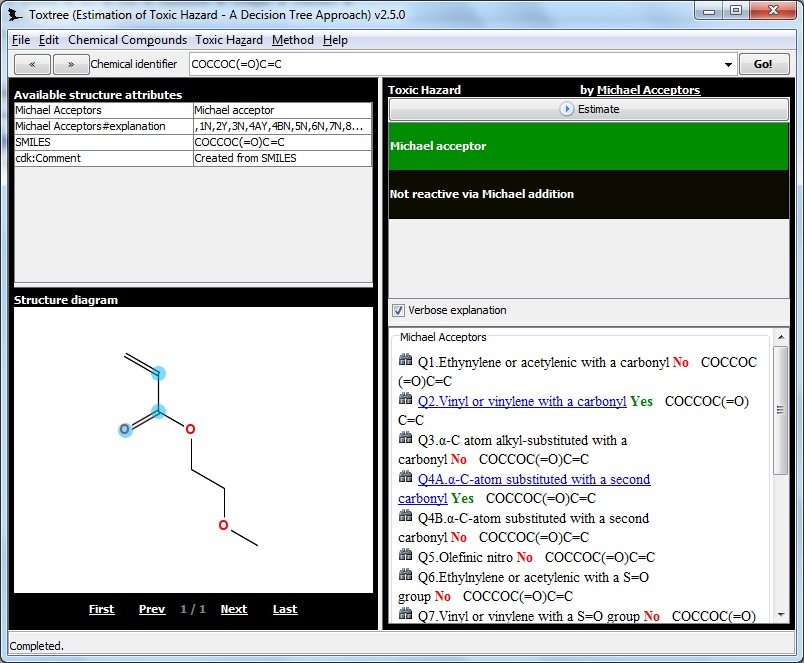 Toxtree (Estimation of Toxic Hazard - A Decision Tree Approach) v2.5.0
File Edit Chemical Compounds Toxic Hazard Method Help
« » Chemical identifier COCCOC(=O)C=C Go!
Available structure attributes
Michael Acceptors Michael acceptor
Michael Acceptors#explanation ,1N,2Y,3N,4AY,4BN,5N,6N,7N,8...
SMILES COCCOC(=O)C=C
cdk:Comment Created from SMILES
Structure diagram
O
O
O
First Prev 1 / 1 Next Last
Toxic Hazard by Michael Acceptors
Estimate
Michael acceptor
Not reactive via Michael addition
Verbose explanation
Michael Acceptors
Q1.Ethynylene or acetylenic with a carbonyl No COCCOC
(=O)C=C
Q2.Vinyl or vinylene with a carbonyl Yes COCCOC(=O)
C=C
Q3.α-C atom alkyl-substituted with a
carbonyl No COCCOC(=O)C=C
Q4A.α-C-atom substituted with a second
carbonyl Yes COCCOC(=O)C=C
Q4B.α-C-atom substituted with a second
carbonyl No COCCOC(=O)C=C
Q5.Olefinic nitro No COCCOC(=O)C=C
Q6.Ethylnylene or acetylenic with a S=O
group No COCCOC(=O)C=C
Q7.Vinyl or vinylene with a S=O group No COCCOC(=O)
Completed.